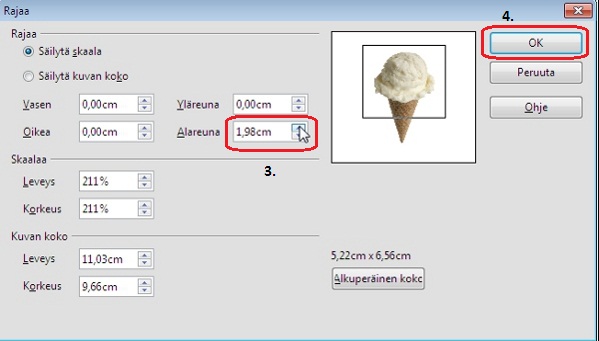 Rajaa
4.
Rajaa
Säilytä skaala
Säilytä kuvan koko
Vasen 0,00cm Yläreuna 0,00cm
Oikea 0,00cm Alareuna 1,98cm
3.
Skaalaa
Leveys 211%
Korkeus 211%
Kuvan koko
Leveys 11,03cm
Korkeus 9,66cm
5,22cm x 6,56cm
Alkuperäinen koko
OK
Peruuta
Ohje